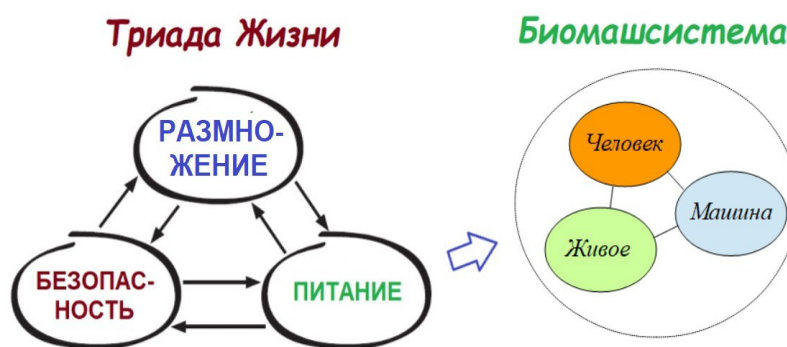 Триада Жизни
Биомашсистема
РАЗМНО-
ЖЕНИЕ
БЕЗОПАС-
НОСТЬ
ПИТАНИЕ
Человек
Машина
Живое